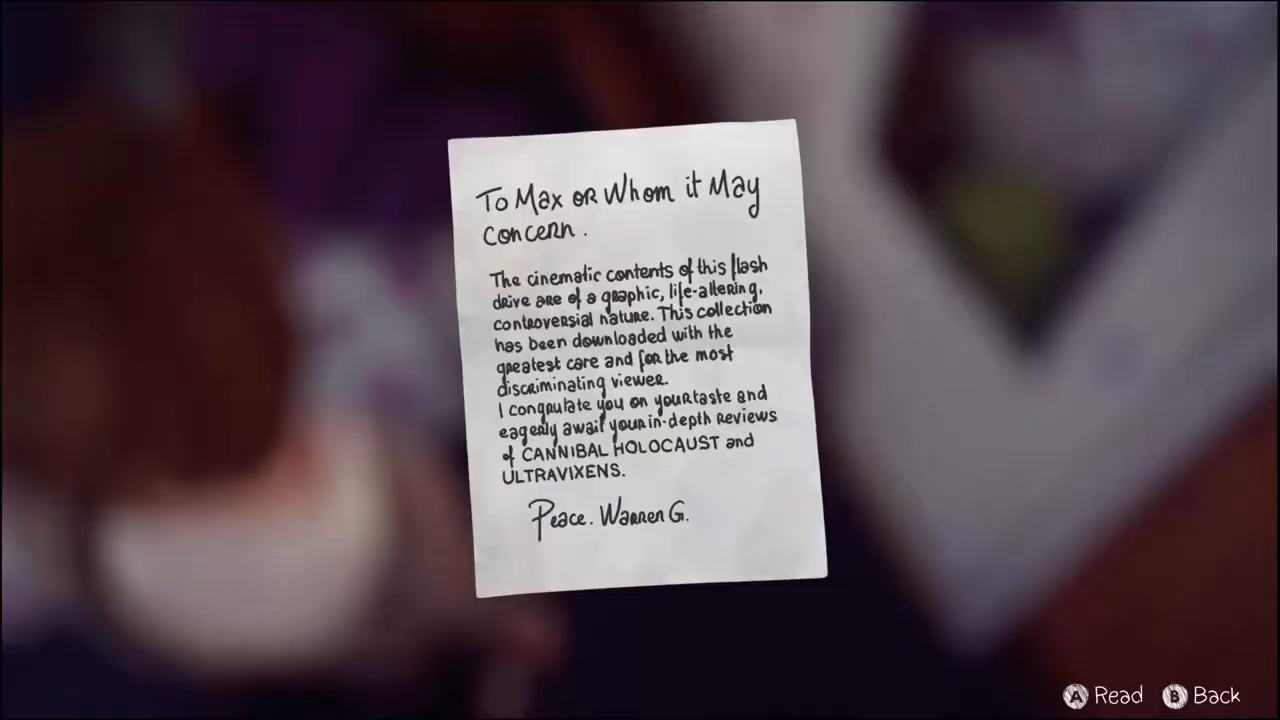 To Max or Whom it May
concern.
The cinematic contents of this flash
drive are of a graphic, life-altering,
controversial nature. This collection
has been downloaded with the
greatest care and for the most
discriminating viewer.
I congrulate you on your taste and
eagerly await your in-depth reviews
of CANNIBAL HOLOCAUST and
ULTRAVIXENS.
Peace. Warren G.
A Read B Back